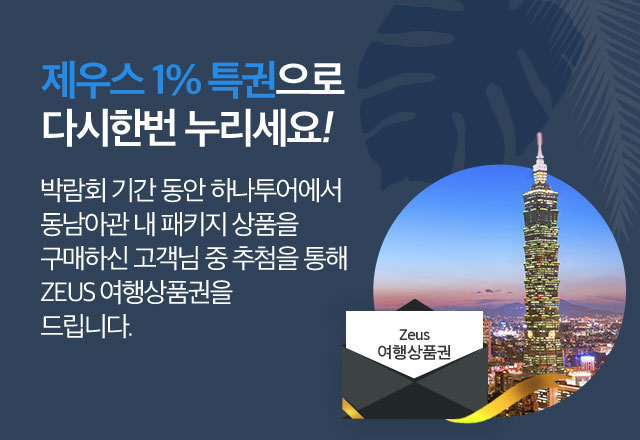 제우스 1% 특권으로
다시한번 누리세요!
박람회 기간 동안 하나투어에서
동남아관 내 패키지 상품을
구매하신 고객님 중 추첨을 통해
ZEUS 여행상품권을
드립니다.
Zeus
여행상품권